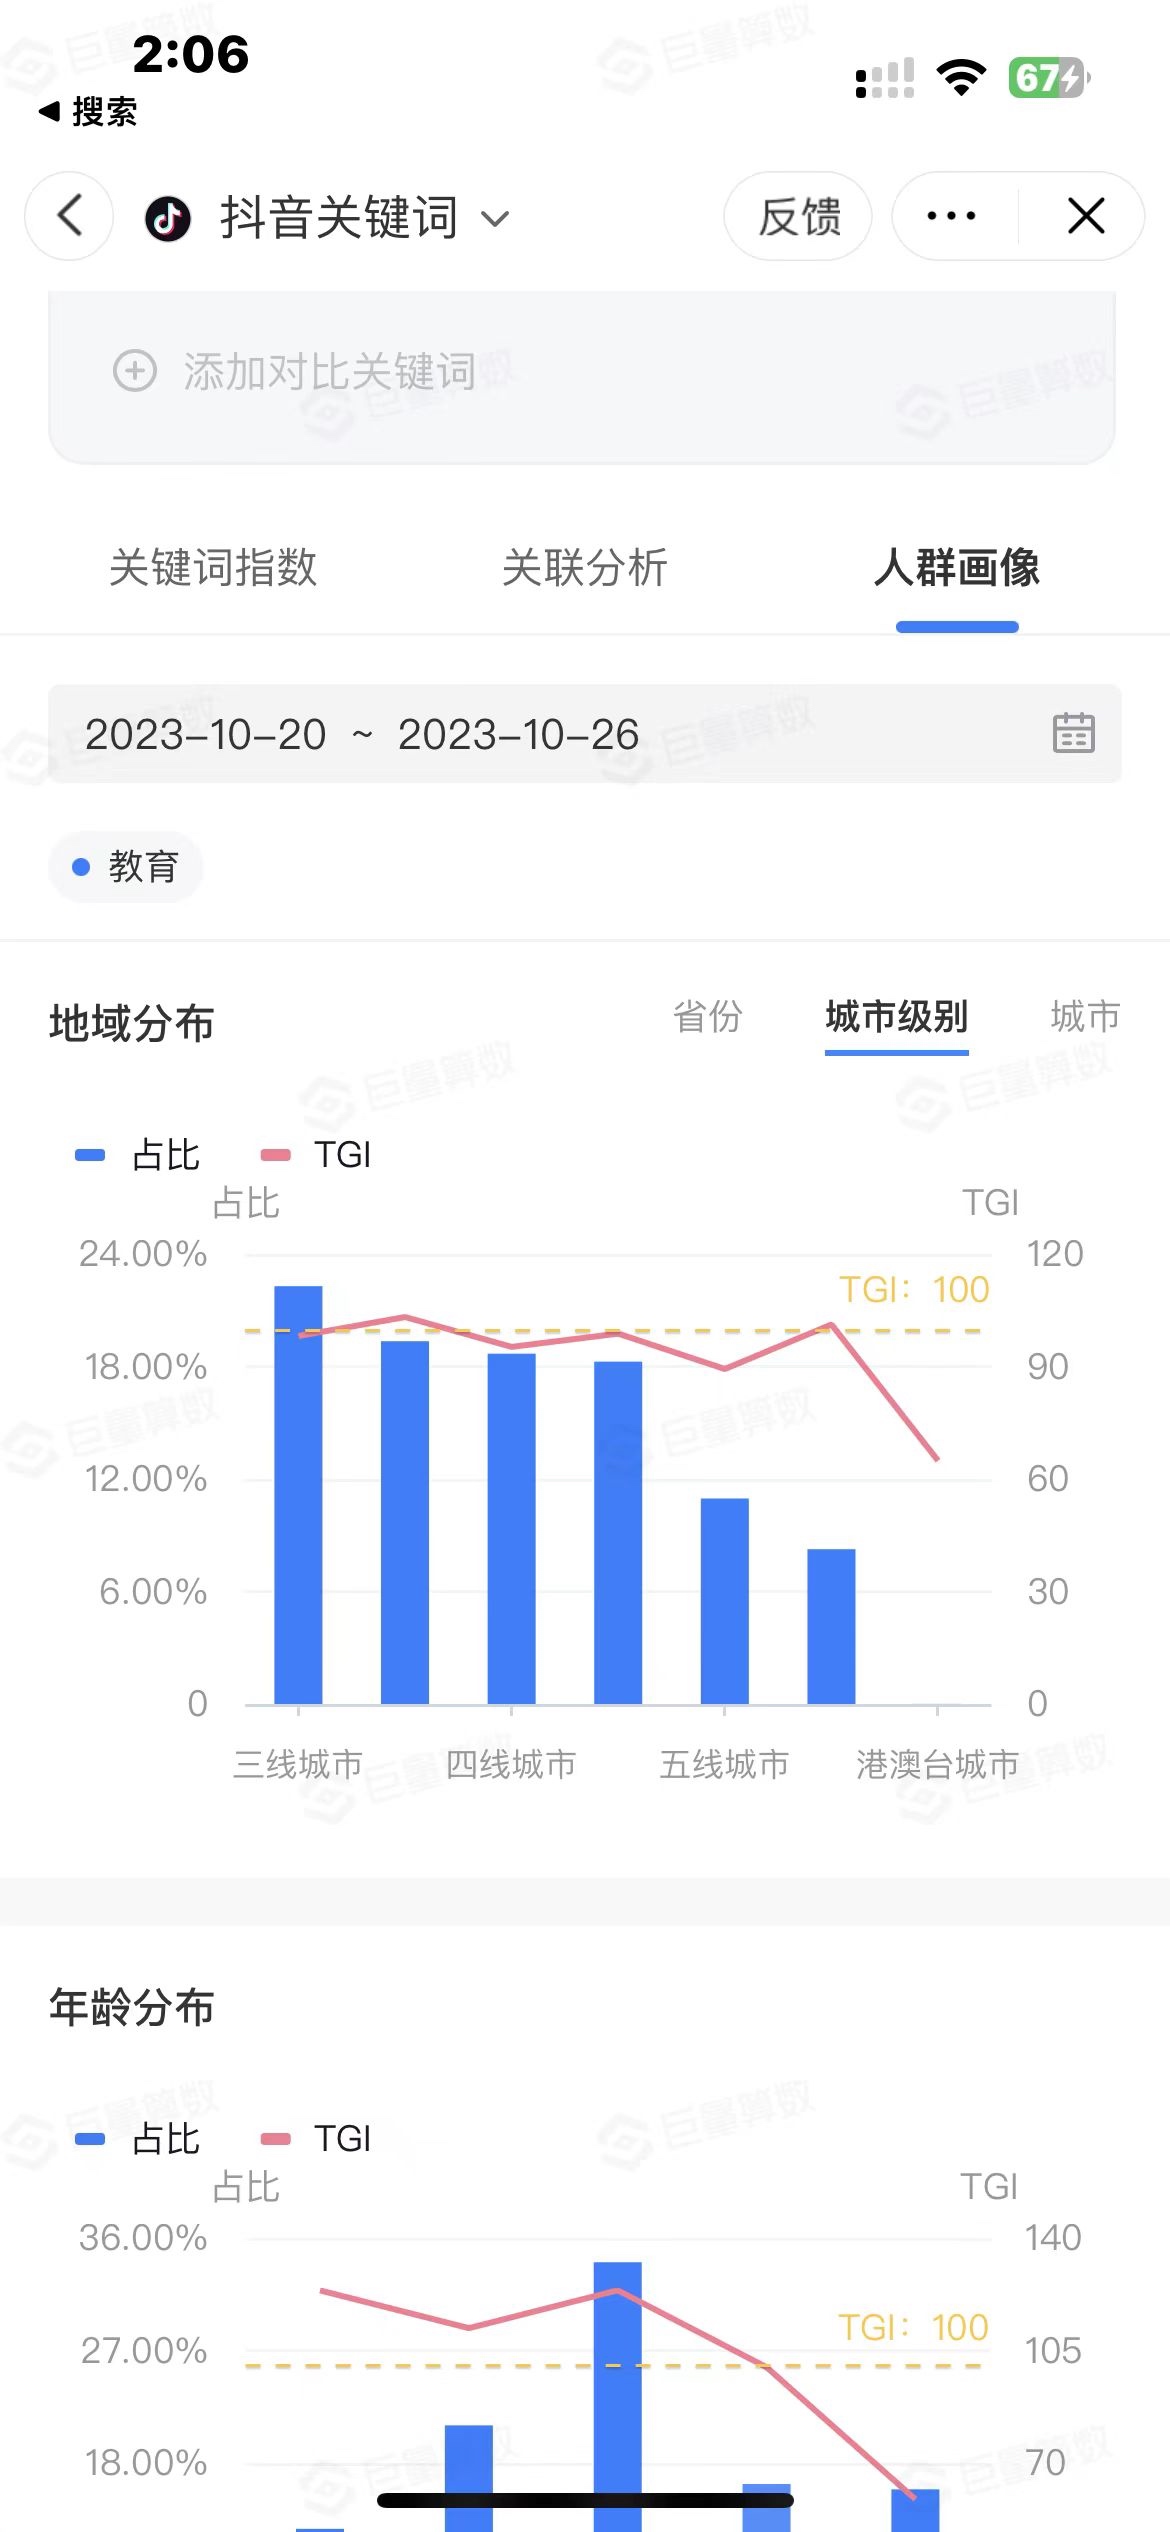 2:06
67
搜索
抖音关键词
反馈
添加对比关键词
关键词指数 关联分析 人群画像
2023-10-20 ~ 2023-10-26
教育
地域分布 省份 城市级别 城市
占比 TGI
占比 TGI
24.00% 120
TGI: 100
18.00% 90
12.00% 60
6.00% 30
0 0
三线城市 四线城市 五线城市 港澳台城市
年龄分布
占比 TGI
占比 TGI
36.00% 140
TGI: 100
27.00% 105
18.00% 70
巨量算数